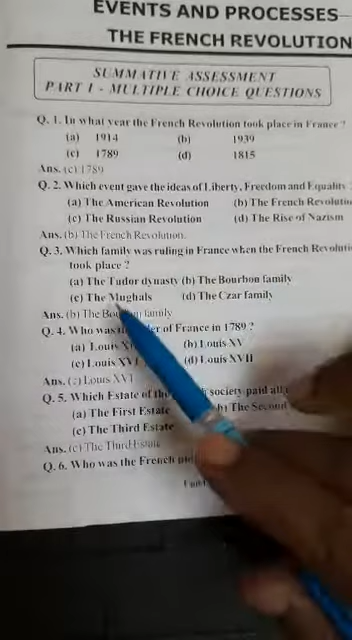 EVENTS AND PROCESSES
THE FRENCH REVOLUTION
SUMMATIVE ASSESSMENT
PART I - MULTIPLE CHOICE QUESTIONS
Q. 1. In what year the French Revolution took place in France ?
(a) 1914 (b) 1939
(c) 1789 (d) 1815
Ans. (c) 1789
Q. 2. Which event gave the ideas of Liberty, Freedom and Equality
(a) The American Revolution (b) The French
(c) The Russian Revolution (d) The Rise of Nazism
Ans. (b) The French Revolution.
Q. 3. Which family was ruling in France when the French
took place ?
(a) The Tudor dynasty (b) The Bourbon family
(c) The Mughals (d) The Czar family
Ans. (b) The family
Q. 4. Who was of France in 1789 ?
(a) Louis (b) Louis XV
(c) Louis XVI (d) Louis XVII
Ans. (c) Louis XVI
Q. 5. Which Estate of society paid all
(a) The First Estate The Second
(c) The Third Estate
Ans. (c) The Third Estate
Q. 6. Who was the French